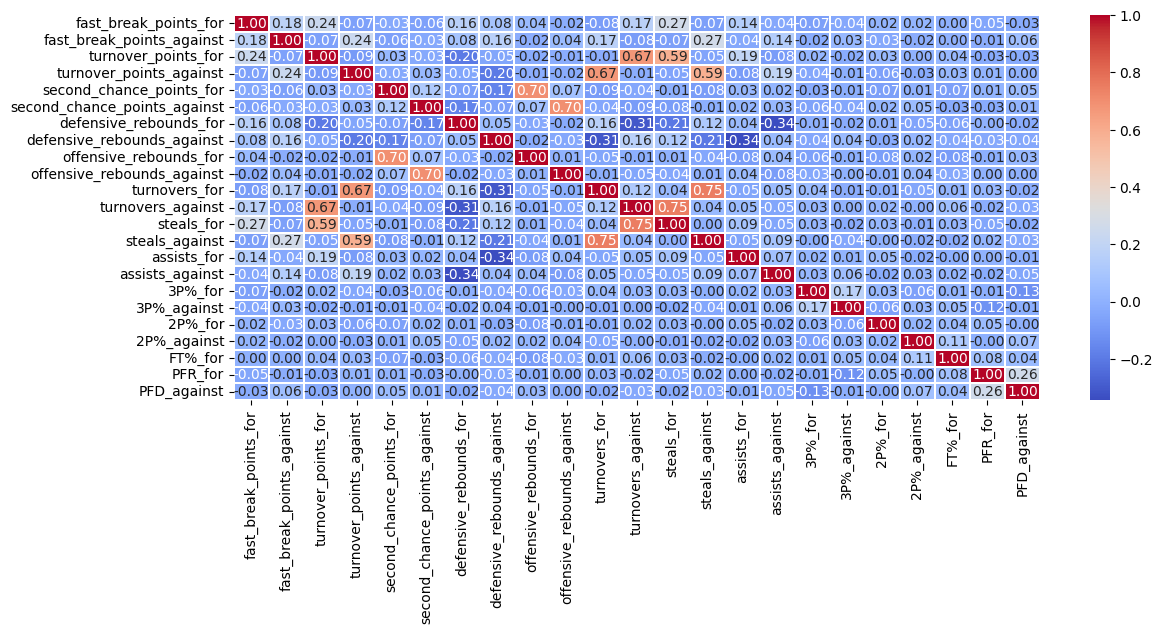 fast_break_points_for 1.00 0.18 0.24 -0.07 -0.03 -0.06 0.16 0.08 0.04 -0.02 -0.08 0.17 0.27 -0.07 0.14 -0.04 -0.07 -0.04 0.02 0.02 0.00 -0.05 -0.03
fast_break_points_against 0.18 1.00 -0.07 0.24 -0.06 -0.03 0.08 0.16 -0.02 0.04 0.17 -0.08 -0.07 0.27 -0.04 0.14 -0.02 0.03 -0.03 -0.02 0.00 -0.01 0.06
turnover_points_for 0.24 -0.07 1.00 -0.09 0.03 -0.03 -0.20 -0.05 -0.02 -0.01 -0.01 0.67 0.59 -0.05 0.19 -0.08 0.02 -0.02 0.03 0.00 0.04 -0.03 -0.03
turnover_points_against -0.07 0.24 -0.09 1.00 -0.03 0.03 -0.05 -0.20 -0.01 -0.02 0.67 -0.01 -0.05 0.59 -0.08 0.19 -0.04 -0.01 -0.06 -0.03 0.03 0.01 0.00
second_chance_points_for -0.03 -0.06 0.03 -0.03 1.00 0.12 -0.07 -0.17 0.70 0.07 -0.09 -0.04 -0.01 -0.08 0.03 0.02 -0.03 -0.01 -0.07 0.01 -0.07 0.01 0.05
second_chance_points_against -0.06 -0.03 -0.03 0.03 0.12 1.00 -0.17 -0.07 0.07 0.70 -0.04 -0.09 -0.08 -0.01 0.02 0.03 -0.06 -0.04 0.02 0.05 -0.03 -0.03 0.01
defensive_rebounds_for 0.16 0.08 -0.20 -0.05 -0.07 -0.17 1.00 0.05 -0.03 -0.02 0.16 -0.31 -0.21 0.12 0.04 -0.34 -0.01 -0.02 0.01 -0.05 -0.06 -0.00 -0.02
defensive_rebounds_against 0.08 0.16 -0.05 -0.20 -0.17 -0.07 0.05 1.00 -0.02 -0.03 -0.31 0.16 0.12 -0.21 -0.34 0.04 -0.04 0.04 -0.03 0.02 -0.04 -0.03 -0.04
offensive_rebounds_for 0.04 -0.02 -0.02 -0.01 0.70 0.07 -0.03 -0.02 1.00 0.01 -0.05 -0.01 0.01 -0.04 -0.08 0.04 -0.06 -0.01 -0.08 0.02 -0.08 -0.01 0.03
offensive_rebounds_against -0.02 0.04 -0.01 -0.02 0.07 0.70 -0.02 -0.03 0.01 1.00 -0.01 -0.05 -0.04 0.01 0.04 -0.08 -0.03 -0.00 -0.01 0.04 -0.03 0.00 0.00
turnovers_for -0.08 0.17 -0.01 0.67 -0.09 -0.04 0.16 -0.31 -0.05 -0.01 1.00 0.12 0.04 0.75 -0.05 0.05 0.04 -0.01 -0.01 -0.05 0.01 0.03 -0.02
turnovers_against 0.17 -0.08 0.67 -0.01 -0.04 -0.09 -0.31 0.16 -0.01 -0.05 0.12 1.00 0.75 0.04 0.05 -0.05 0.03 0.00 0.02 -0.00 0.06 -0.02 -0.03
steals_for 0.27 -0.07 0.59 -0.05 -0.01 -0.08 -0.21 0.12 0.01 -0.04 0.04 0.75 1.00 0.00 0.09 -0.05 0.03 -0.02 0.03 -0.01 0.03 -0.05 -0.02
steals_against -0.07 0.27 -0.05 0.59 -0.08 -0.01 0.12 -0.21 -0.04 0.01 0.75 0.04 0.00 1.00 -0.05 0.09 -0.00 -0.04 -0.00 -0.02 0.02 0.02 -0.03
assists_for 0.14 -0.04 0.19 -0.08 0.03 0.02 0.04 -0.34 -0.08 0.04 -0.05 0.05 0.09 -0.05 1.00 0.07 0.02 0.01 0.05 -0.02 -0.00 0.00 -0.01
assists_against -0.04 0.14 -0.08 0.19 0.02 0.03 -0.34 0.04 0.04 -0.08 0.05 -0.05 -0.05 0.09 0.07 1.00 0.03 0.06 -0.02 0.03 0.02 -0.02 -0.05
3P%_for -0.07 -0.02 0.02 -0.04 -0.03 -0.06 -0.01 -0.04 -0.06 -0.03 0.04 0.03 0.03 -0.00 0.02 0.03 1.00 0.17 0.03 -0.06 0.01 -0.01 -0.13
3P%_against -0.04 0.03 -0.02 -0.01 -0.01 -0.04 -0.02 0.04 -0.01 -0.00 -0.01 0.00 -0.02 -0.04 0.01 0.06 0.17 1.00 -0.06 0.03 0.05 -0.12 -0.01
2P%_for 0.02 -0.03 0.03 -0.06 -0.07 0.02 0.01 -0.03 -0.08 -0.01 -0.01 0.02 0.03 -0.00 0.05 -0.02 0.03 -0.06 1.00 0.02 0.04 0.05 -0.00
2P%_against 0.02 -0.02 0.00 -0.03 0.01 0.05 -0.05 0.02 0.02 0.04 -0.05 -0.00 -0.01 -0.02 -0.02 0.03 -0.06 0.03 0.02 1.00 0.11 -0.00 0.07
FT%_for 0.00 0.00 0.04 0.03 -0.07 -0.03 -0.06 -0.04 -0.08 -0.03 0.01 0.06 0.03 0.02 -0.00 0.02 0.01 0.05 0.04 0.11 1.00 0.08 0.04
PFR_for -0.05 -0.01 -0.03 0.01 0.01 -0.03 -0.00 -0.03 -0.01 0.00 0.03 -0.02 -0.05 0.02 0.00 -0.02 -0.01 -0.12 0.05 -0.00 0.08 1.00 0.26
PFD_against -0.03 0.06 -0.03 0.00 0.05 0.01 -0.02 -0.04 0.03 0.00 -0.02 -0.03 -0.02 -0.03 -0.01 -0.05 -0.13 -0.01 -0.00 0.07 0.04 0.26 1.00
fast_break_points_for
fast_break_points_against
turnover_points_for
turnover_points_against
second_chance_points_for
second_chance_points_against
defensive_rebounds_for
defensive_rebounds_against
offensive_rebounds_for
offensive_rebounds_against
turnovers_for
turnovers_against
steals_for
steals_against
assists_for
assists_against
3P%_for
3P%_against
2P%_for
2P%_against
FT%_for
PFR_for
PFD_against
1.0
0.8
0.6
0.4
0.2
0.0
−0.2